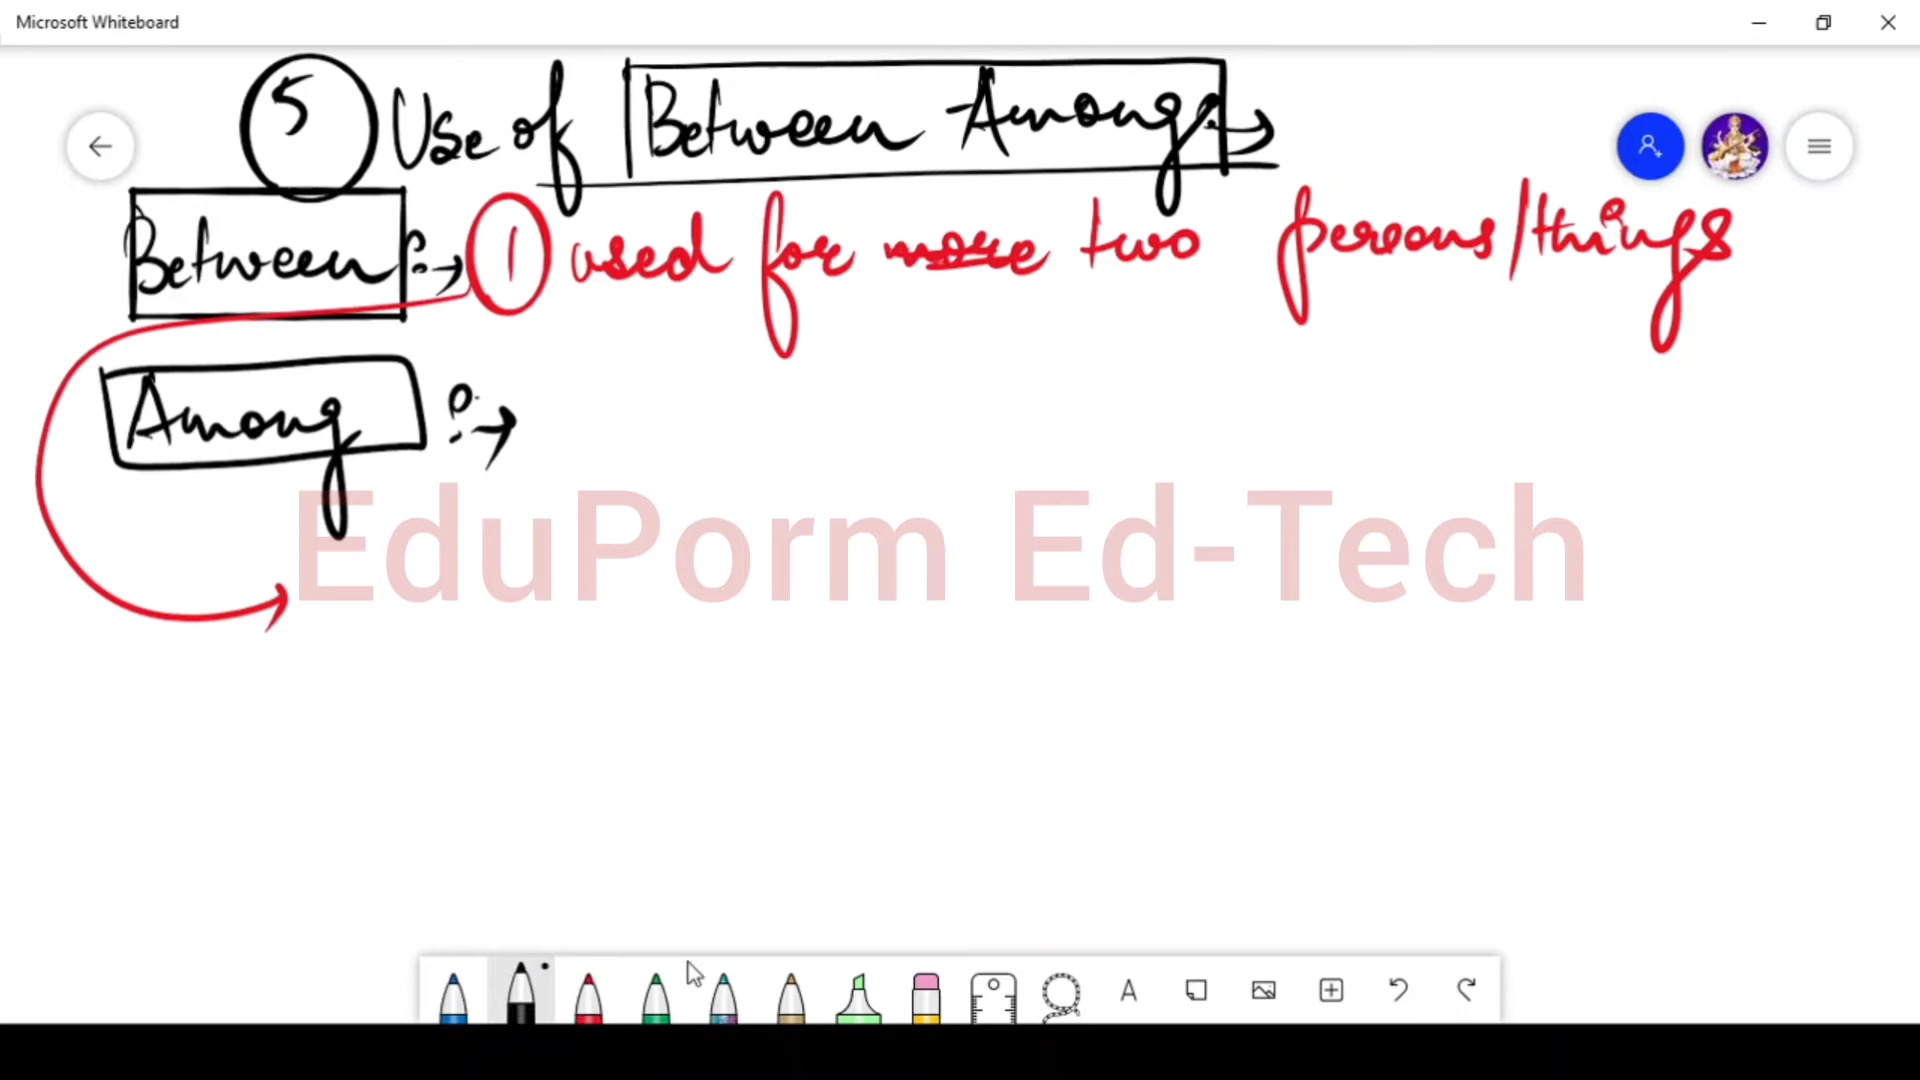 Microsoft Whiteboard
5 Use of Between Among :→
Between :→ 1 used for more two persons/things
Among :→
EduPorm Ed-Tech